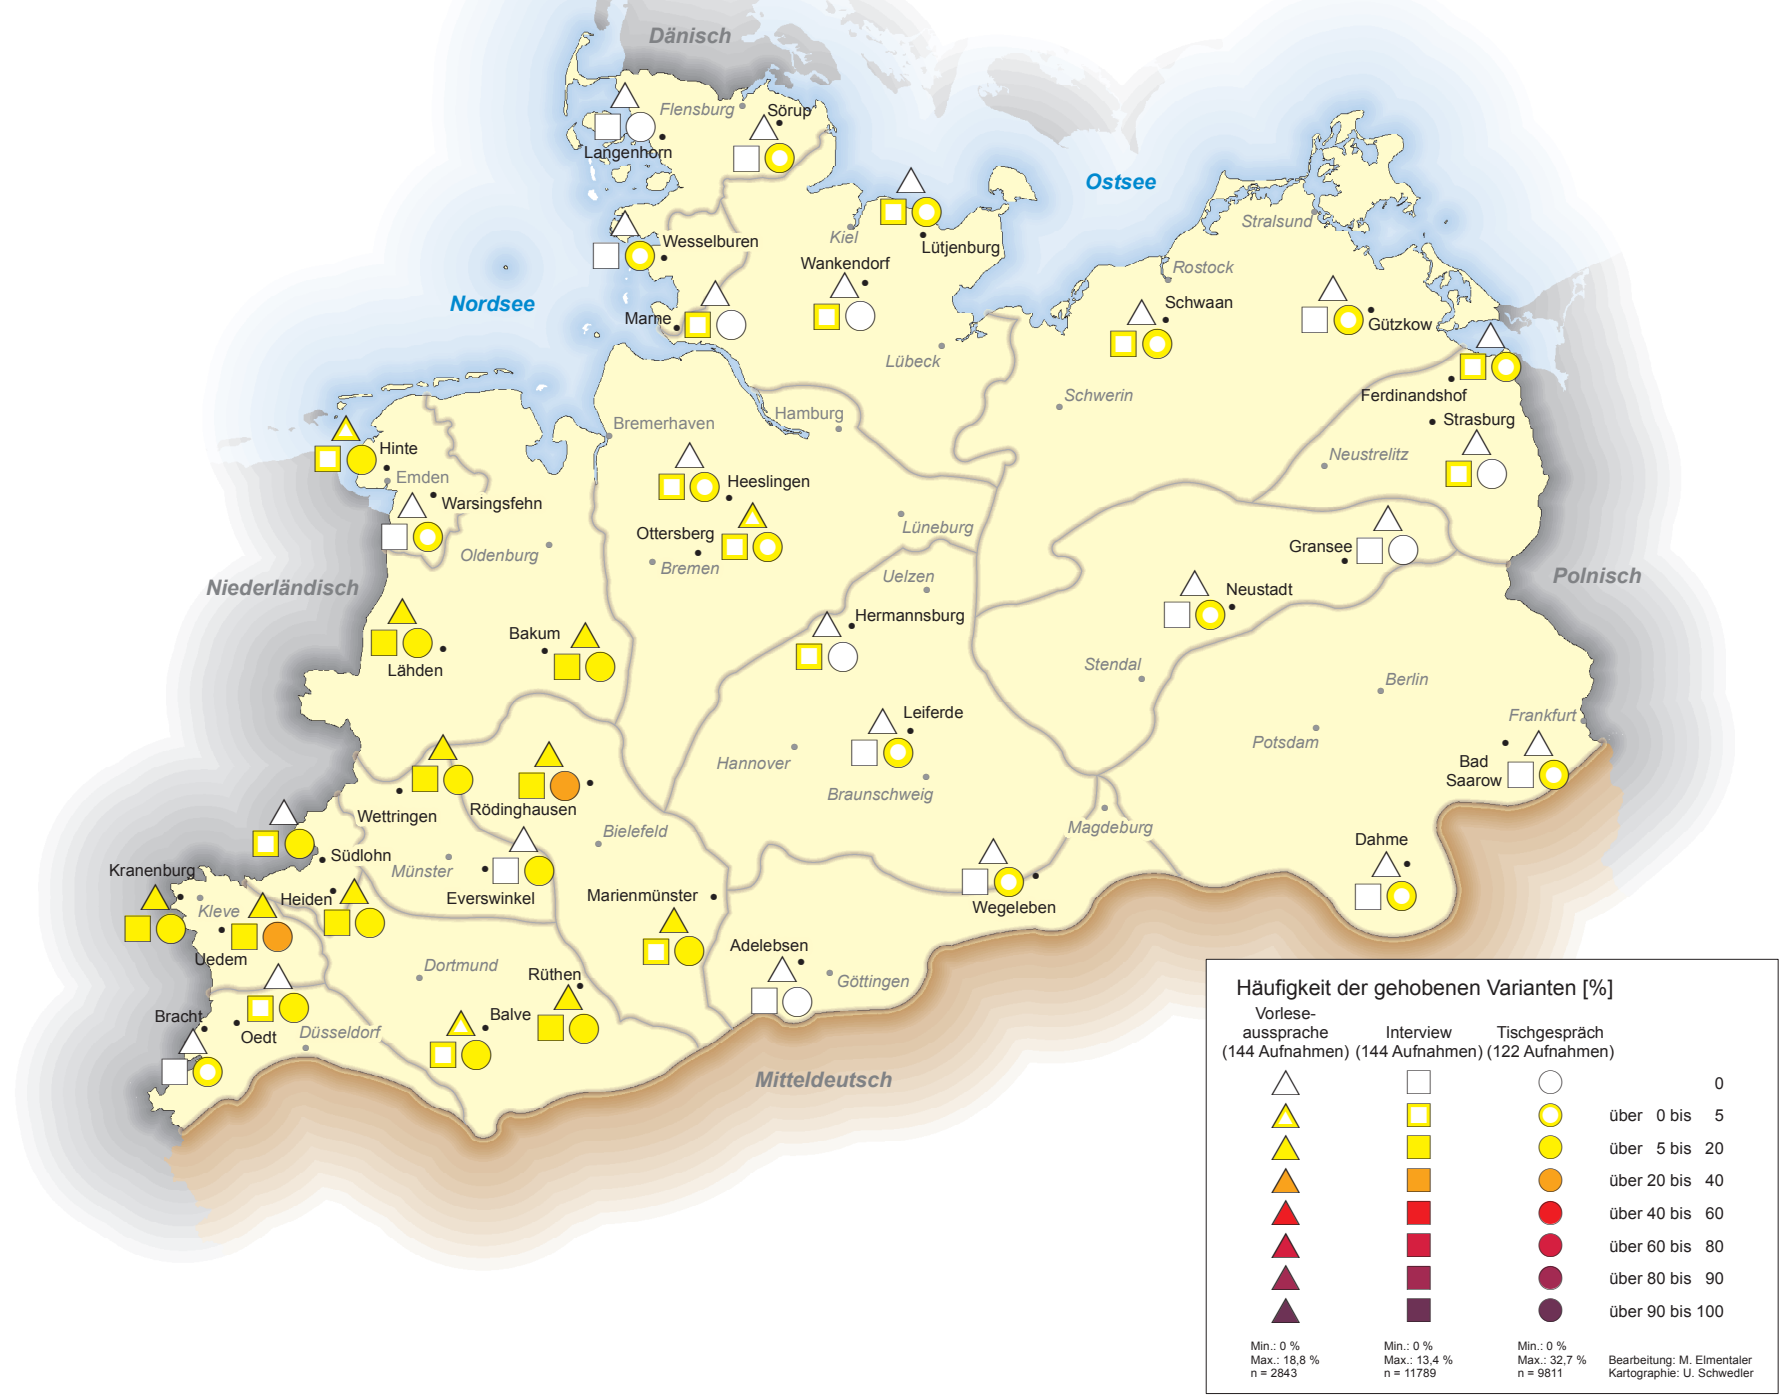 Dänisch
Flensburg
Sörup
Langenhorn
Ostsee
Stralsund
Wesselburen
Kiel
Lütjenburg
Wankendorf
Rostock
Nordsee
Schwaan
Marne
Gützkow
Lübeck
Ferdinandshof
Schwerin
Hamburg
Strasburg
Bremerhaven
Hinte
Neustrelitz
Emden
Heeslingen
Warsingsfehn
Lüneburg
Ottersberg
Gransee
Oldenburg
Bremen
Uelzen
Niederländisch
Polnisch
Neustadt
Hermannsburg
Bakum
Stendal
Lähden
Berlin
Leiferde
Frankfurt
Potsdam
Hannover
Bad
Saarow
Braunschweig
Rödinghausen
Wettringen
Magdeburg
Bielefeld
Dahme
Südlohn
Kranenburg
Münster
Everswinkel
Marienmünster
Heiden
Wegeleben
Kleve
Adelebsen
Uedem
Dortmund
Rüthen
Göttingen
Bracht
Balve
Oedt
Düsseldorf
Mitteldeutsch
Häufigkeit der gehobenen Varianten [%]
Vorlese-
aussprache Interview Tischgespräch
(144 Aufnahmen) (144 Aufnahmen) (122 Aufnahmen)
0
über 0 bis 5
über 5 bis 20
über 20 bis 40
über 40 bis 60
über 60 bis 80
über 80 bis 90
über 90 bis 100
Min.: 0 % Min.: 0 % Min.: 0 %
Max.: 18,8 % Max.: 13,4 % Max.: 32,7 % Bearbeitung: M. Elmentaler
n = 2843 n = 11789 n = 9811 Kartographie: U. Schwedler